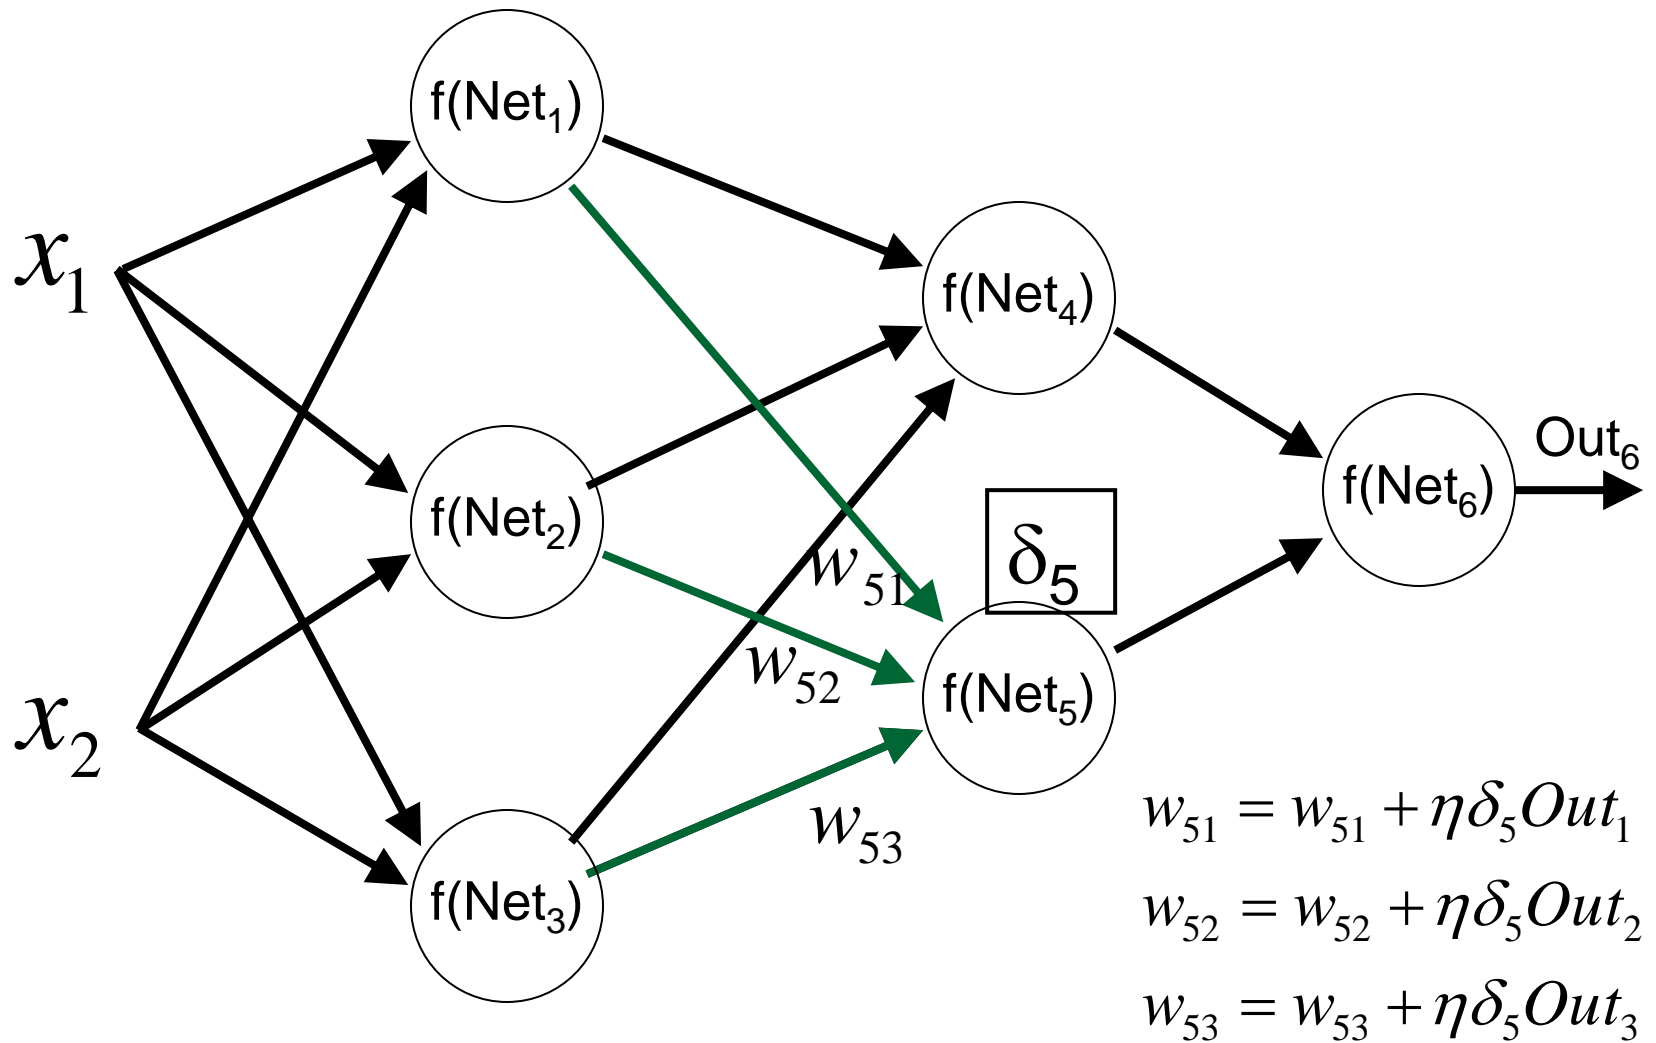 f(Net₁)
x₁
f(Net₄)
Out₆
f(Net₂)
f(Net₆)
δ₅
w₅₁
w₅₂
f(Net₅)
x₂
w₅₃
f(Net₃)
w₅₁ = w₅₁ + ηδ₅Out₁
w₅₂ = w₅₂ + ηδ₅Out₂
w₅₃ = w₅₃ + ηδ₅Out₃